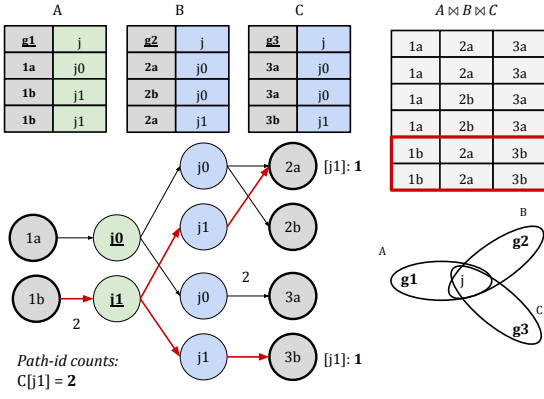 A
g1 j
1a j0
1b j1
1b j1
B
g2 j
2a j0
2b j0
2a j1
C
g3 j
3a j0
3a j0
3b j1
A ⋈ B ⋈ C
1a 2a 3a
1a 2a 3a
1a 2b 3a
1a 2b 3a
1b 2a 3b
1b 2a 3b
j0
2a
[j1]: 1
j1
2b
1a
j0
1b
j1
2
j0
2
3a
j1
3b
[j1]: 1
Path-id counts:
C[j1] = 2
B
A
g2
g1
j
g3
C